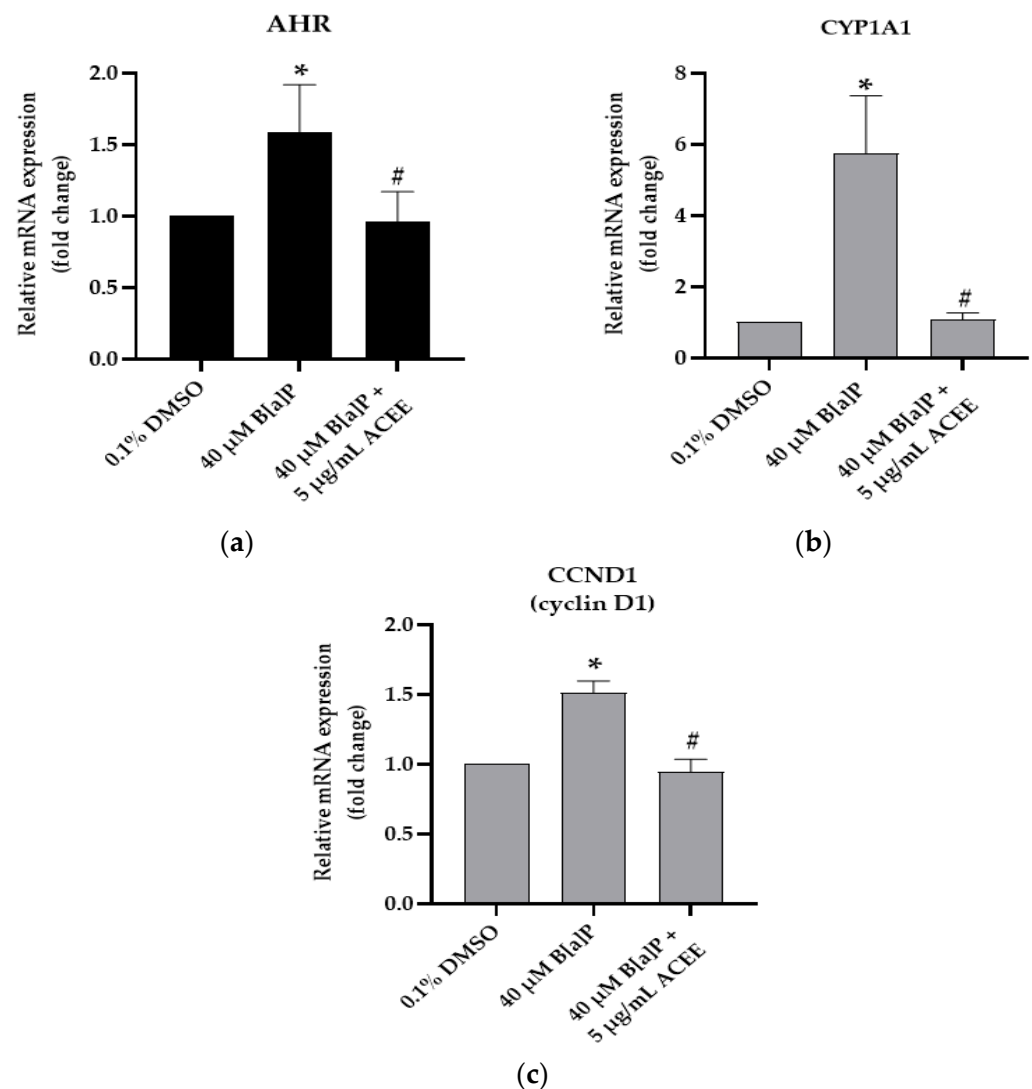 AHR
Relative mRNA expression
(fold change)
2.0
1.5
1.0
0.5
0.0
*
#
0.1% DMSO
40 µM B[a]P
40 µM B[a]P +
5 µg/mL ACEE
(a)
CYP1A1
Relative mRNA expression
(fold change)
8
6
4
2
0
*
#
0.1% DMSO
40 µM B[a]P
40 µM B[a]P +
5 µg/mL ACEE
(b)
CCND1
(cyclin D1)
Relative mRNA expression
(fold change)
2.0
1.5
1.0
0.5
0.0
*
#
0.1% DMSO
40 µM B[a]P
40 µM B[a]P +
5 µg/mL ACEE
(c)